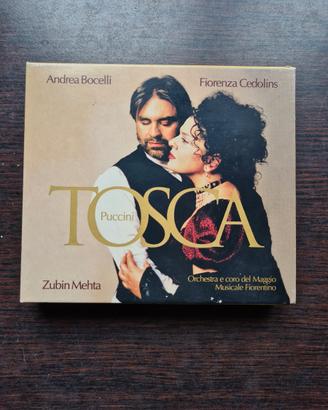 Andrea Bocelli
Fiorenza Cedolins
TOSCA
Puccini
Zubin Mehta
Orchestra e coro del Maggio
Musicale Fiorentino